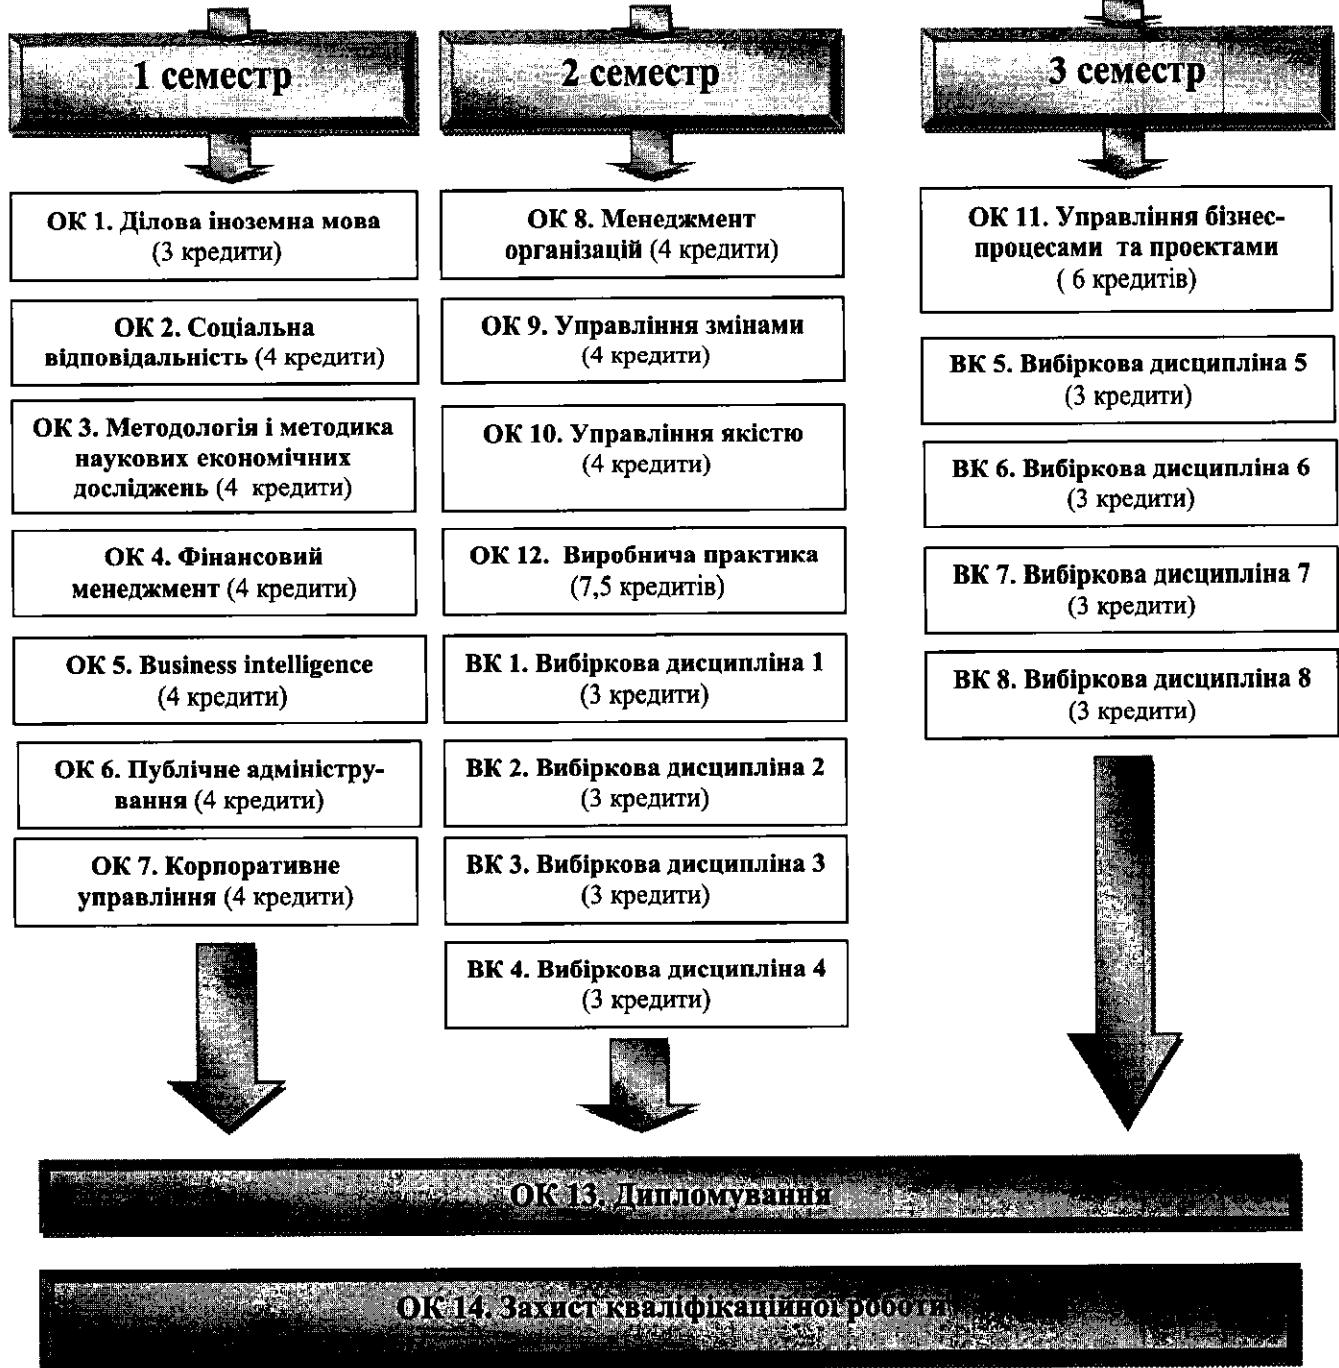 1 семестр
ОК 1. Ділова іноземна мова
(3 кредити)
ОК 2. Соціальна
відповідальність (4 кредити)
ОК 3. Методологія і методика
наукових економічних
досліджень (4 кредити)
ОК 4. Фінансовий
менеджмент (4 кредити)
ОК 5. Business intelligence
(4 кредити)
ОК 6. Публічне адміністру-
вання (4 кредити)
ОК 7. Корпоративне
управління (4 кредити)
2 семестр
ОК 8. Менеджмент
організацій (4 кредити)
ОК 9. Управління змінами
(4 кредити)
ОК 10. Управління якістю
(4 кредити)
ОК 12. Виробнича практика
(7,5 кредитів)
ВК 1. Вибіркова дисципліна 1
(3 кредити)
ВК 2. Вибіркова дисципліна 2
(3 кредити)
ВК 3. Вибіркова дисципліна 3
(3 кредити)
ВК 4. Вибіркова дисципліна 4
(3 кредити)
3 семестр
ОК 11. Управління бізнес-
процесами та проектами
( 6 кредитів)
ВК 5. Вибіркова дисципліна 5
(3 кредити)
ВК 6. Вибіркова дисципліна 6
(3 кредити)
ВК 7. Вибіркова дисципліна 7
(3 кредити)
ВК 8. Вибіркова дисципліна 8
(3 кредити)
ОК 13. Дипломування
ОК 14. Захист кваліфікаційної роботи